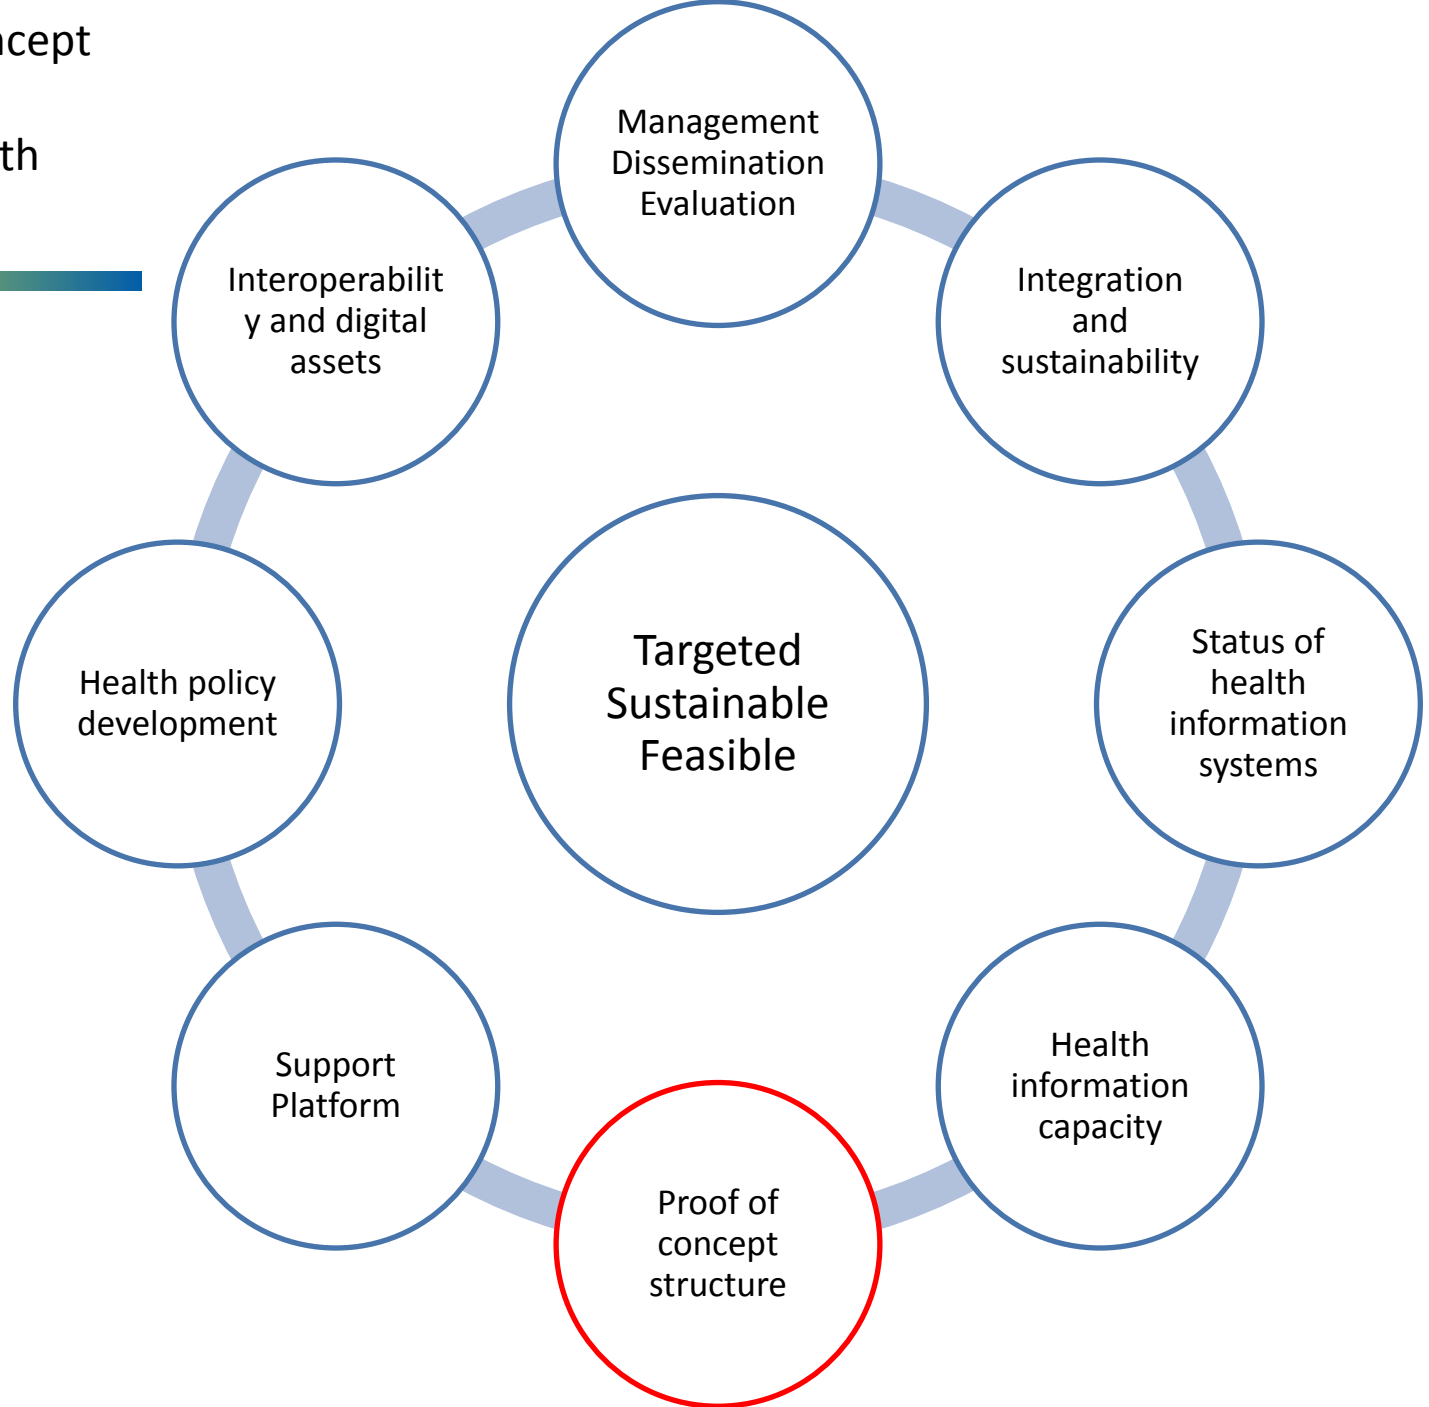 ncept
th
Management
Dissemination
Evaluation
Interoperabilit
y and digital
assets
Integration
and
sustainability
Health policy
development
Targeted
Sustainable
Feasible
Status of
health
information
systems
Support
Platform
Health
information
capacity
Proof of
concept
structure